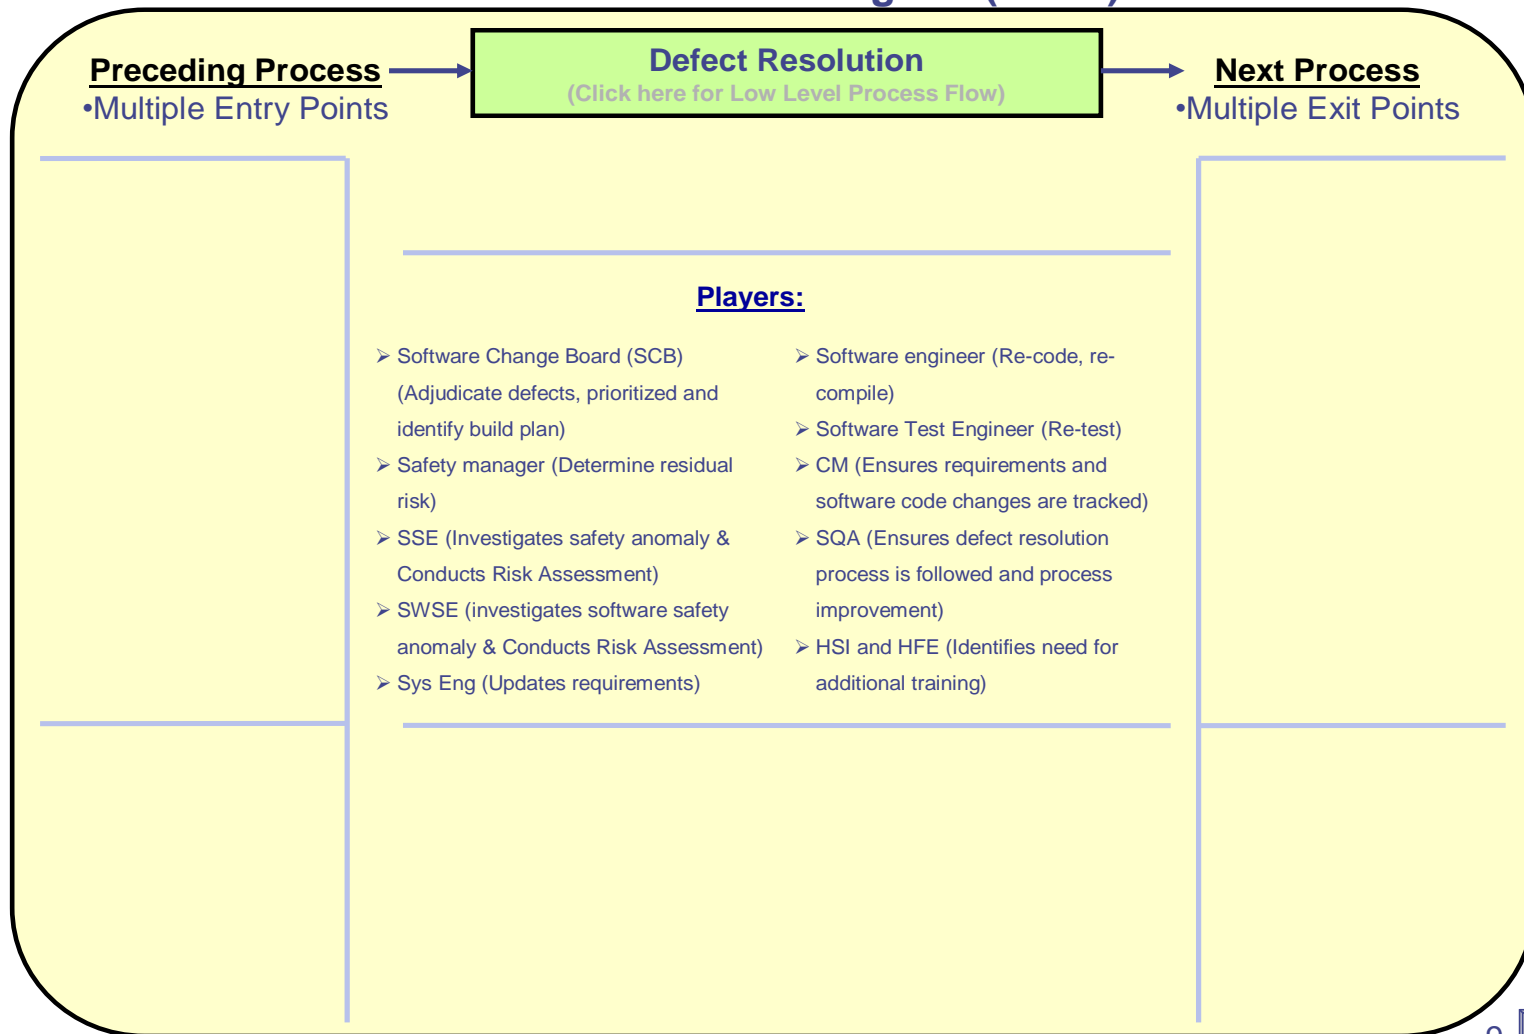 Preceding Process
•Multiple Entry Points
Defect Resolution
(Click here for Low Level Process Flow)
Next Process
•Multiple Exit Points
Players:
➢ Software Change Board (SCB)
(Adjudicate defects, prioritized and
identify build plan)
➢ Safety manager (Determine residual
risk)
➢ SSE (Investigates safety anomaly &
Conducts Risk Assessment)
➢ SWSE (investigates software safety
anomaly & Conducts Risk Assessment)
➢ Sys Eng (Updates requirements)
➢ Software engineer (Re-code, re-
compile)
➢ Software Test Engineer (Re-test)
➢ CM (Ensures requirements and
software code changes are tracked)
➢ SQA (Ensures defect resolution
process is followed and process
improvement)
➢ HSI and HFE (Identifies need for
additional training)